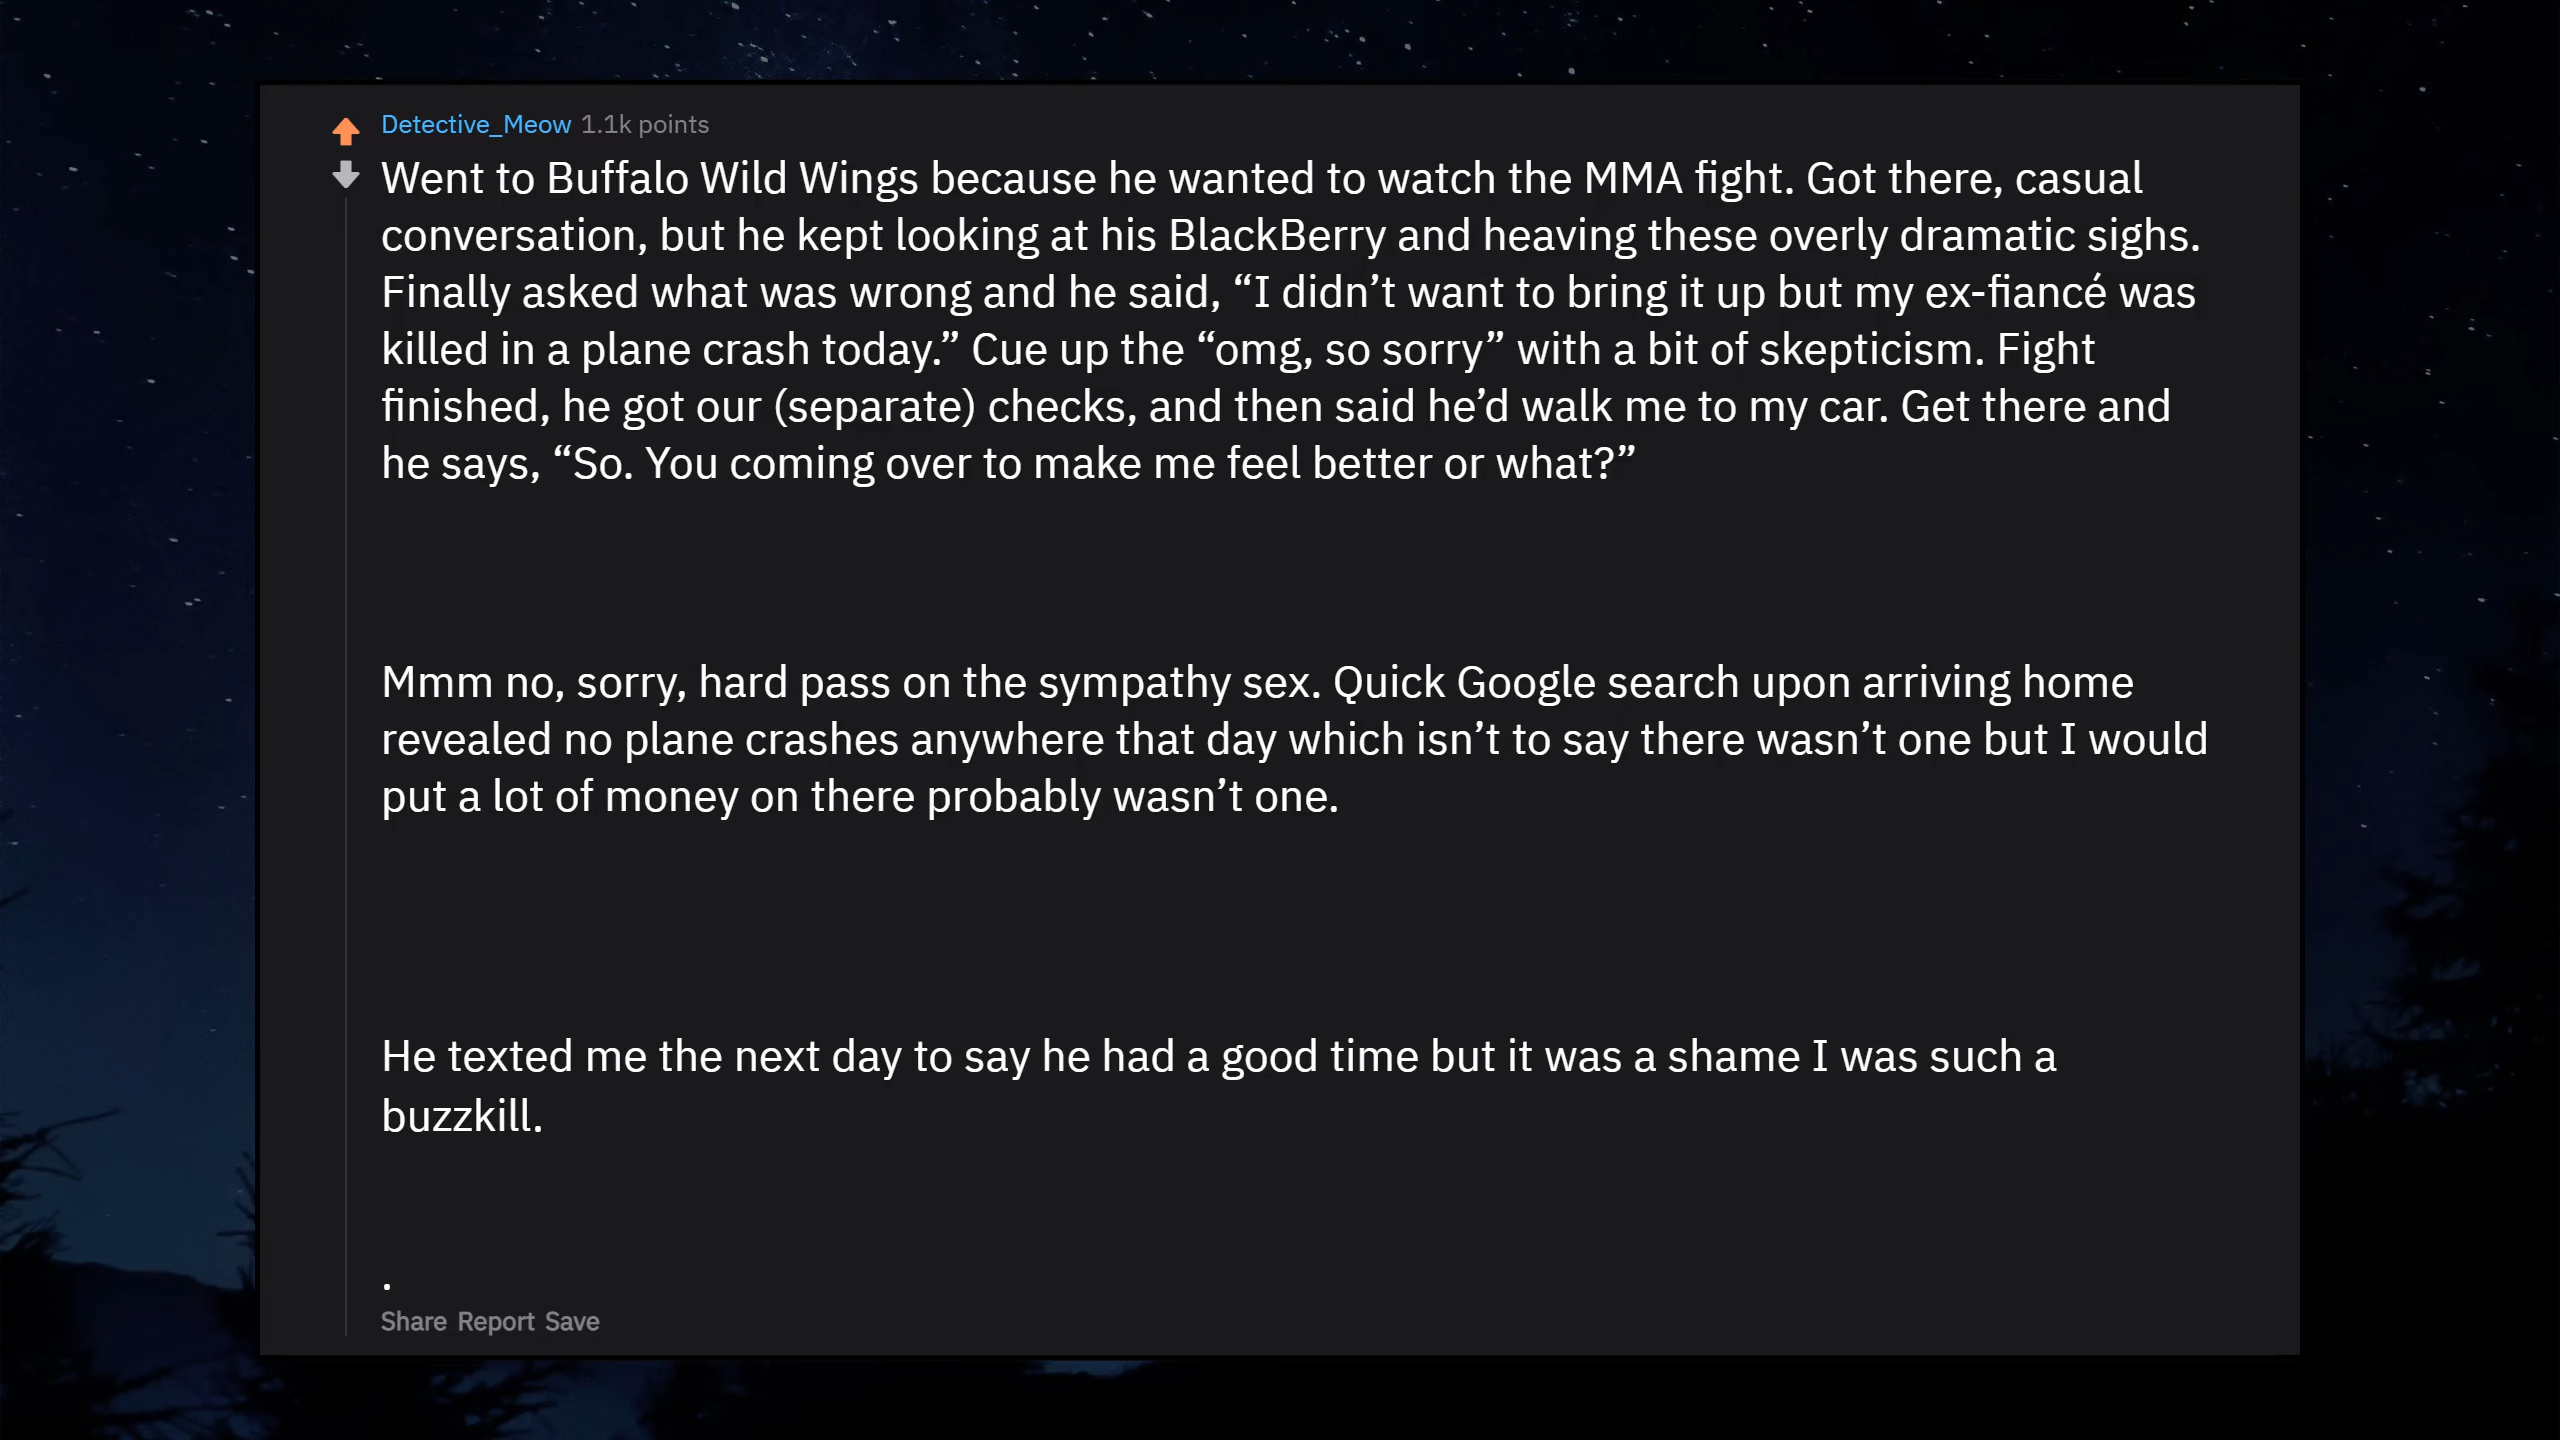 Detective_Meow 1.1k points
Went to Buffalo Wild Wings because he wanted to watch the MMA fight. Got there, casual
conversation, but he kept looking at his BlackBerry and heaving these overly dramatic sighs.
Finally asked what was wrong and he said, “I didn’t want to bring it up but my ex-fiancé was
killed in a plane crash today.” Cue up the “omg, so sorry” with a bit of skepticism. Fight
finished, he got our (separate) checks, and then said he’d walk me to my car. Get there and
he says, “So. You coming over to make me feel better or what?”
Mmm no, sorry, hard pass on the sympathy sex. Quick Google search upon arriving home
revealed no plane crashes anywhere that day which isn’t to say there wasn’t one but I would
put a lot of money on there probably wasn’t one.
He texted me the next day to say he had a good time but it was a shame I was such a
buzzkill.
.
Share Report Save